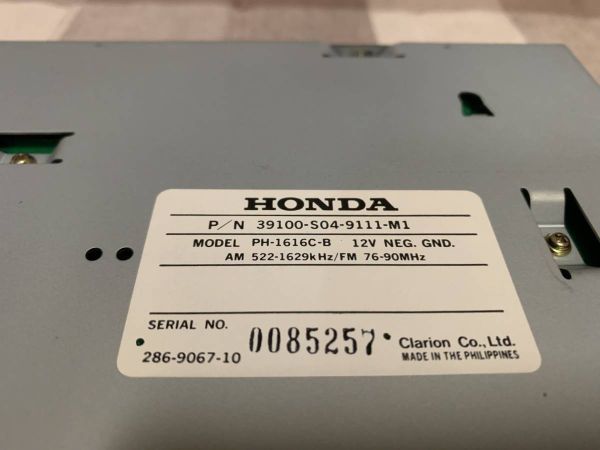 HONDA
P/N 39100-S04-9111-M1
MODEL PH-1616C-B 12V NEG. GND.
AM 522-1629kHz/FM 76-90MHz
SERIAL NO. 0085257
286-9067-10
Clarion Co., Ltd.
MADE IN THE PHILIPPINES